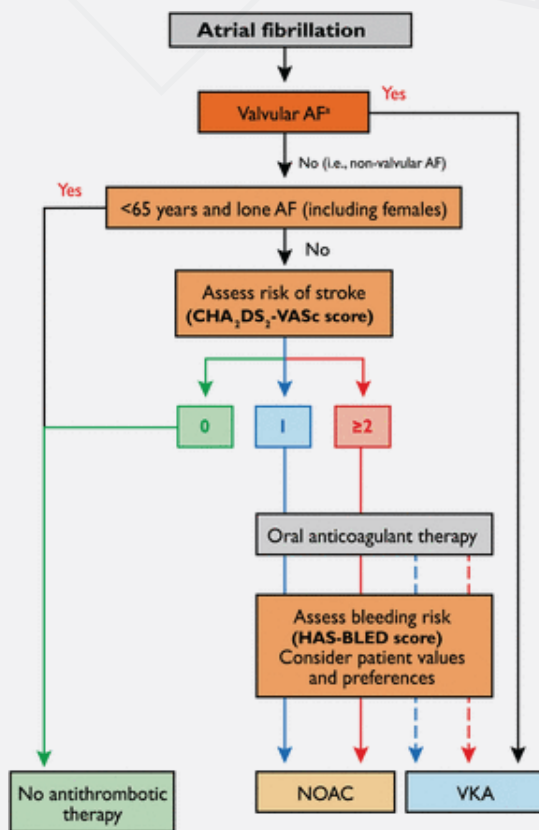 Atrial fibrillation
Valvular AFª
Yes
No (i.e., non-valvular AF)
Yes
<65 years and lone AF (including females)
No
Assess risk of stroke
(CHA₂DS₂-VASc score)
0
1
≥2
Oral anticoagulant therapy
Assess bleeding risk
(HAS-BLED score)
Consider patient values
and preferences
No antithrombotic
therapy
NOAC
VKA